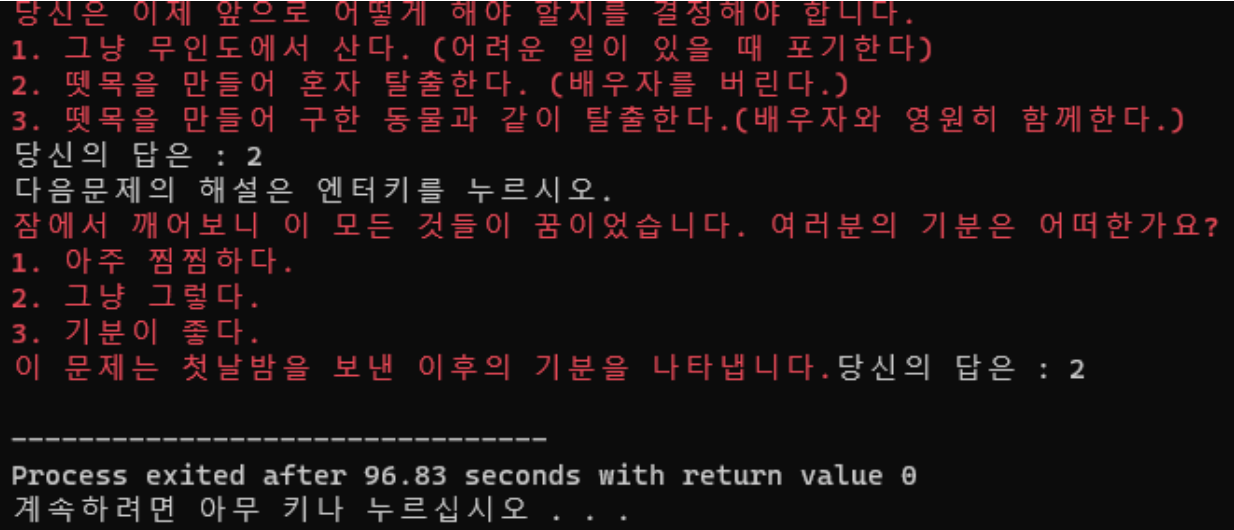 당신은 이제 앞으로 어떻게 해야 할지를 결정해야 합니다.
1. 그냥 무인도에서 산다. (어려운 일이 있을 때 포기한다)
2. 뗏목을 만들어 혼자 탈출한다. (배우자를 버린다.)
3. 뗏목을 만들어 구한 동물과 같이 탈출한다.(배우자와 영원히 함께한다.)
당신의 답은 : 2
다음문제의 해설은 엔터키를 누르시오.
잠에서 깨어보니 이 모든 것들이 꿈이었습니다. 여러분의 기분은 어떠한가요?
1. 아주 찜찜하다.
2. 그냥 그렇다.
3. 기분이 좋다.
이 문제는 첫날밤을 보낸 이후의 기분을 나타냅니다.당신의 답은 : 2
--------------------------------
Process exited after 96.83 seconds with return value 0
계속하려면 아무 키나 누르십시오 . . .